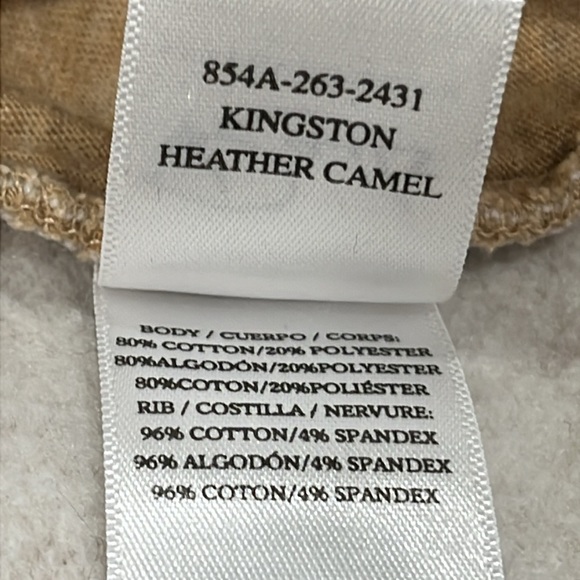 854A-263-2431
KINGSTON
HEATHER CAMEL
BODY / CUERPO / CORPS:
80% COTTON/20% POLYESTER
80%ALGODÓN/20%POLYESTER
80%COTON/20%POLIÉSTER
RIB / COSTILLA / NERVURE:
96% COTTON/4% SPANDEX
96% ALGODÓN/4% SPANDEX
96% COTON/4% SPANDEX